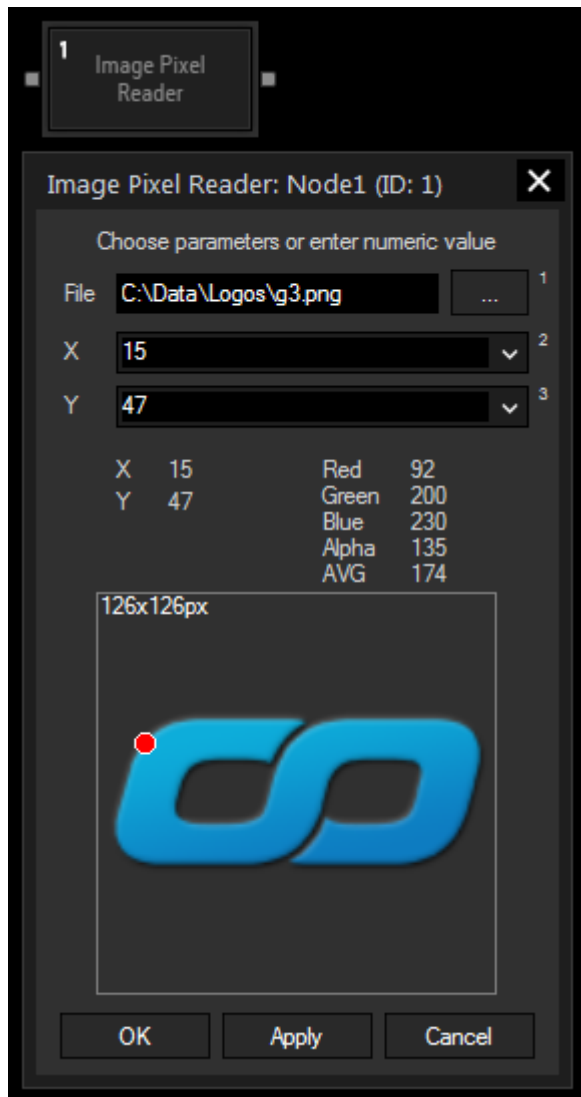 1
Image Pixel
Reader
Image Pixel Reader: Node1 (ID: 1)
Choose parameters or enter numeric value
File C:\Data\Logos\g3.png ... 1
X 15 2
Y 47 3
X 15 Red 92
Y 47 Green 200
Blue 230
Alpha 135
AVG 174
126x126px
OK Apply Cancel